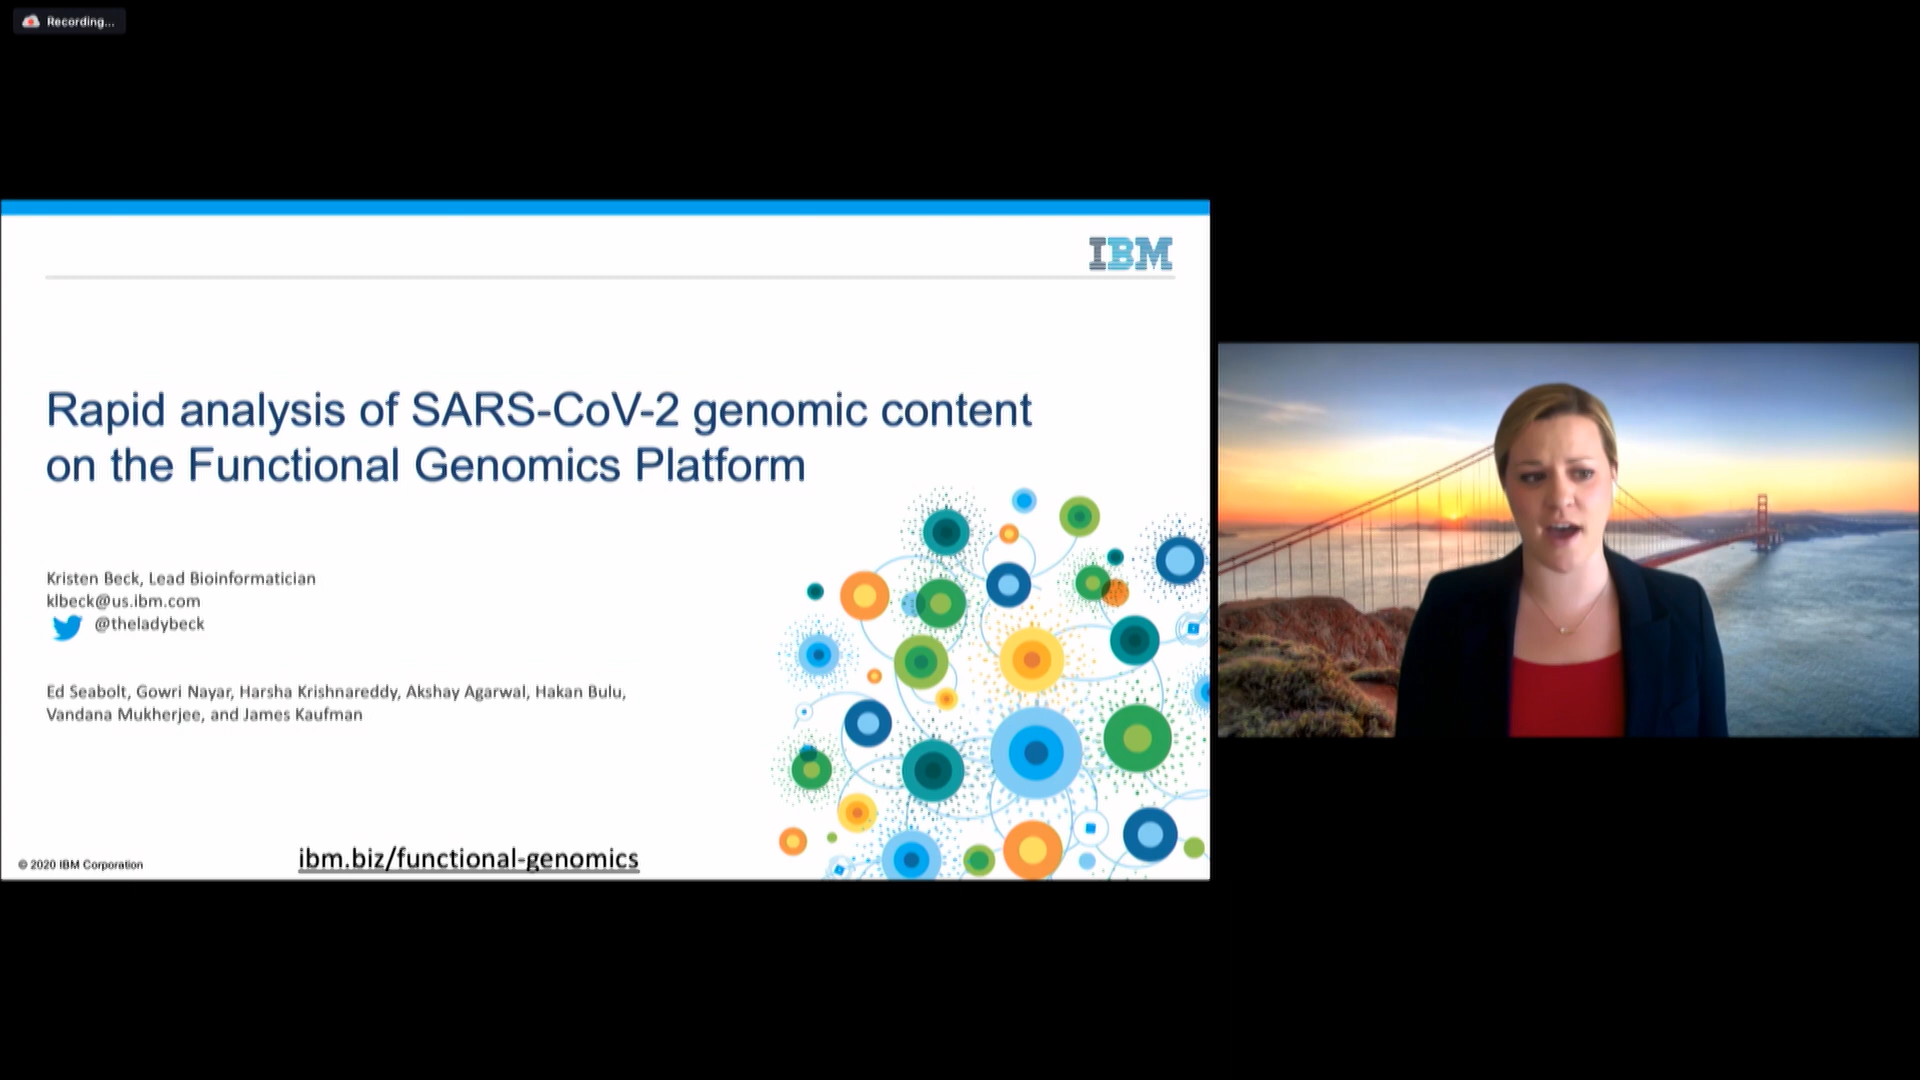 Recording...
IBM
Rapid analysis of SARS-CoV-2 genomic content
on the Functional Genomics Platform
Kristen Beck, Lead Bioinformatician
klbeck@us.ibm.com
@theladybeck
Ed Seabolt, Gowri Nayar, Harsha Krishnareddy, Akshay Agarwal, Hakan Bulu,
Vandana Mukherjee, and James Kaufman
© 2020 IBM Corporation
ibm.biz/functional-genomics